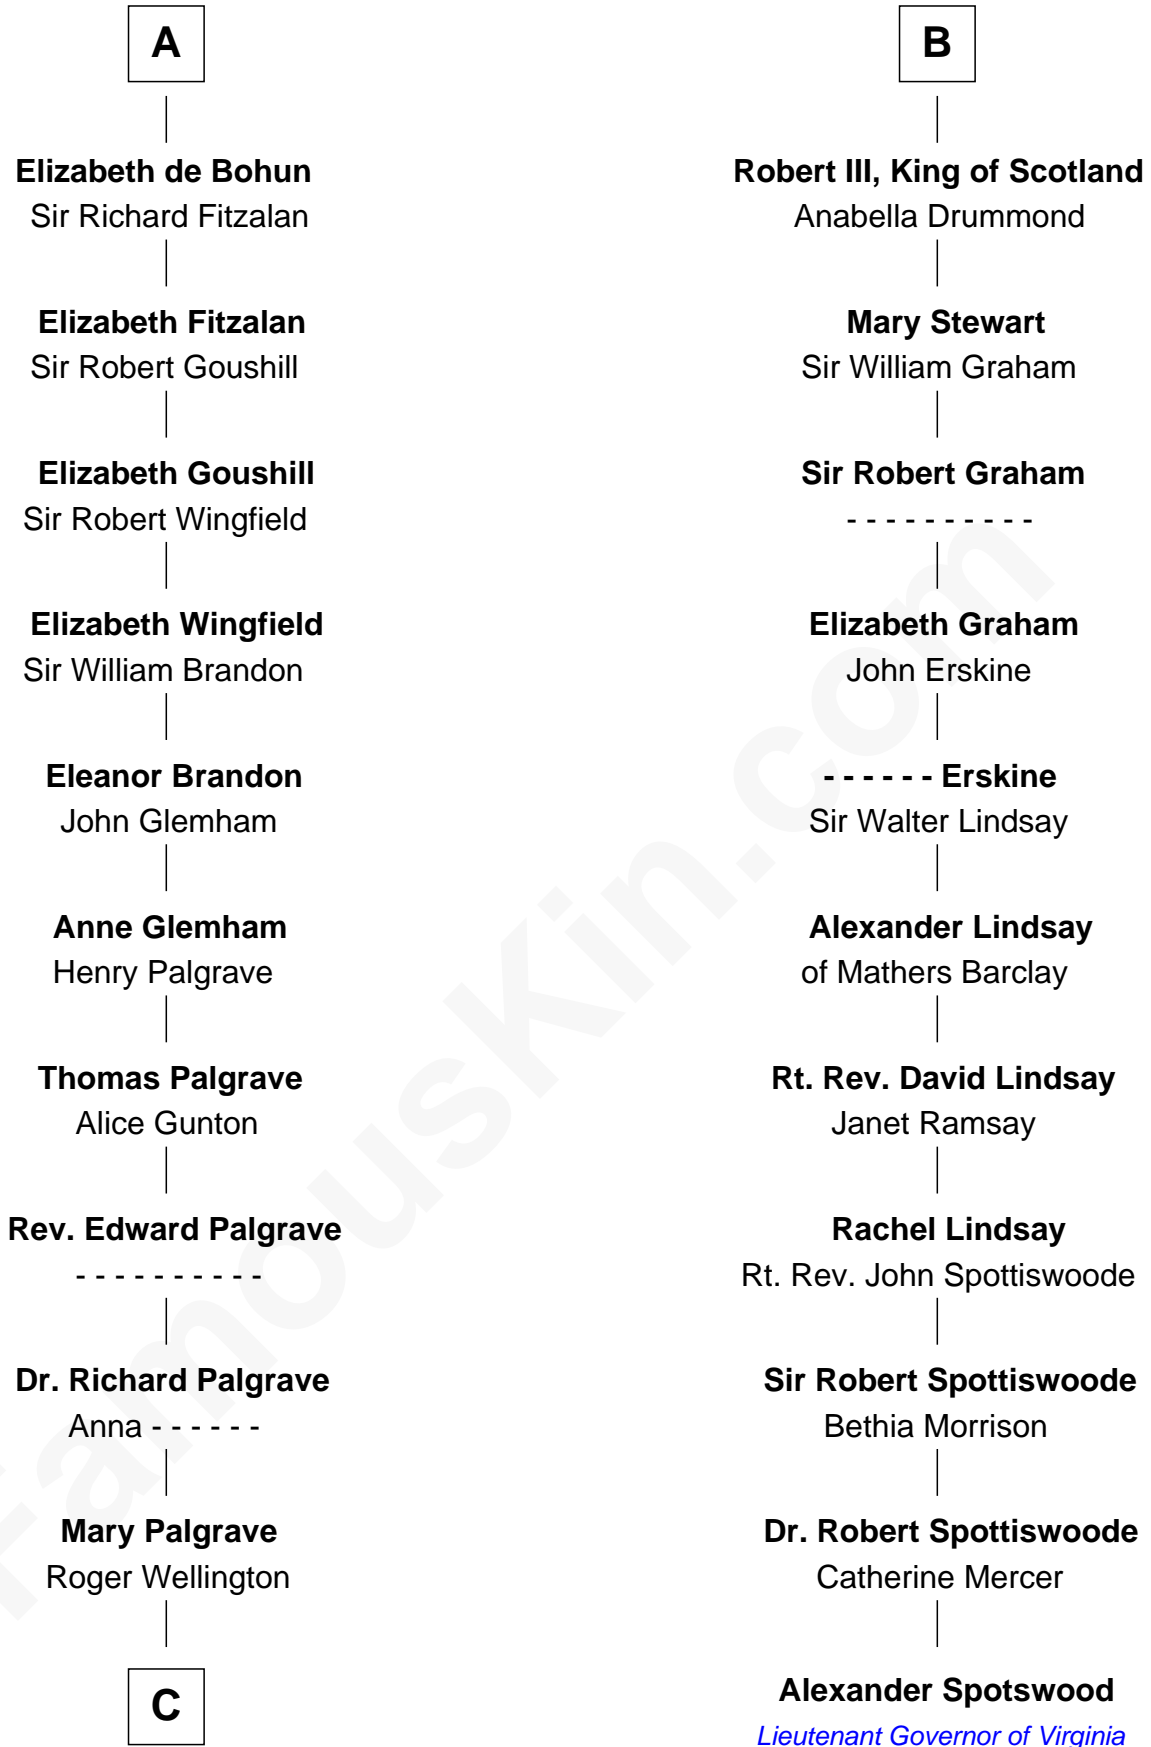 A
Elizabeth de Bohun
Sir Richard Fitzalan
Elizabeth Fitzalan
Sir Robert Goushill
Elizabeth Goushill
Sir Robert Wingfield
Elizabeth Wingfield
Sir William Brandon
Eleanor Brandon
John Glemham
Anne Glemham
Henry Palgrave
Thomas Palgrave
Alice Gunton
Rev. Edward Palgrave
- - - - - - - - - -
Dr. Richard Palgrave
Anna - - - - - -
Mary Palgrave
Roger Wellington
C
B
Robert III, King of Scotland
Anabella Drummond
Mary Stewart
Sir William Graham
Sir Robert Graham
- - - - - - - - - -
Elizabeth Graham
John Erskine
- - - - - - Erskine
Sir Walter Lindsay
Alexander Lindsay
of Mathers Barclay
Rt. Rev. David Lindsay
Janet Ramsay
Rachel Lindsay
Rt. Rev. John Spottiswoode
Sir Robert Spottiswoode
Bethia Morrison
Dr. Robert Spottiswoode
Catherine Mercer
Alexander Spotswood
Lieutenant Governor of Virginia
FamousKin.com